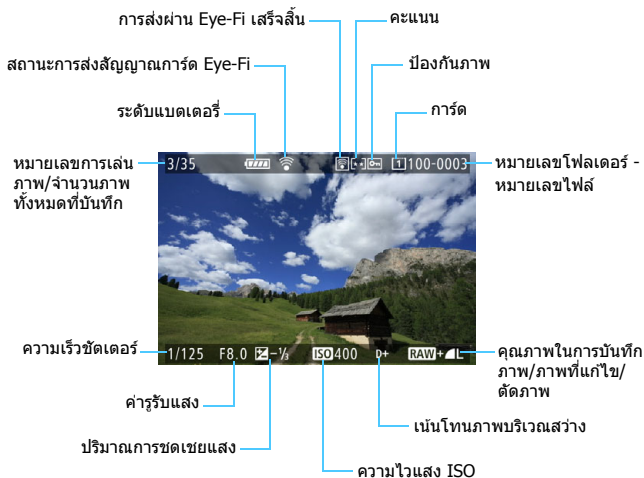 การส่งผ่าน Eye-Fi เสร็จสิ้น
คะแนน
สถานะการส่งสัญญาณการ์ด Eye-Fi
ป้องกันภาพ
ระดับแบตเตอรี่
การ์ด
หมายเลขการเล่น
ภาพ/จำนวนภาพ
ทั้งหมดที่บันทึก
3/35
1 100-0003
หมายเลขโฟลเดอร์ -
หมายเลขไฟล์
ความเร็วชัตเตอร์
1/125 F8.0 -⅓ ISO 400 D+ RAW+L
คุณภาพในการบันทึก
ภาพ/ภาพที่แก้ไข/
ตัดภาพ
ค่ารูรับแสง
เน้นโทนภาพบริเวณสว่าง
ปริมาณการชดเชยแสง
ความไวแสง ISO